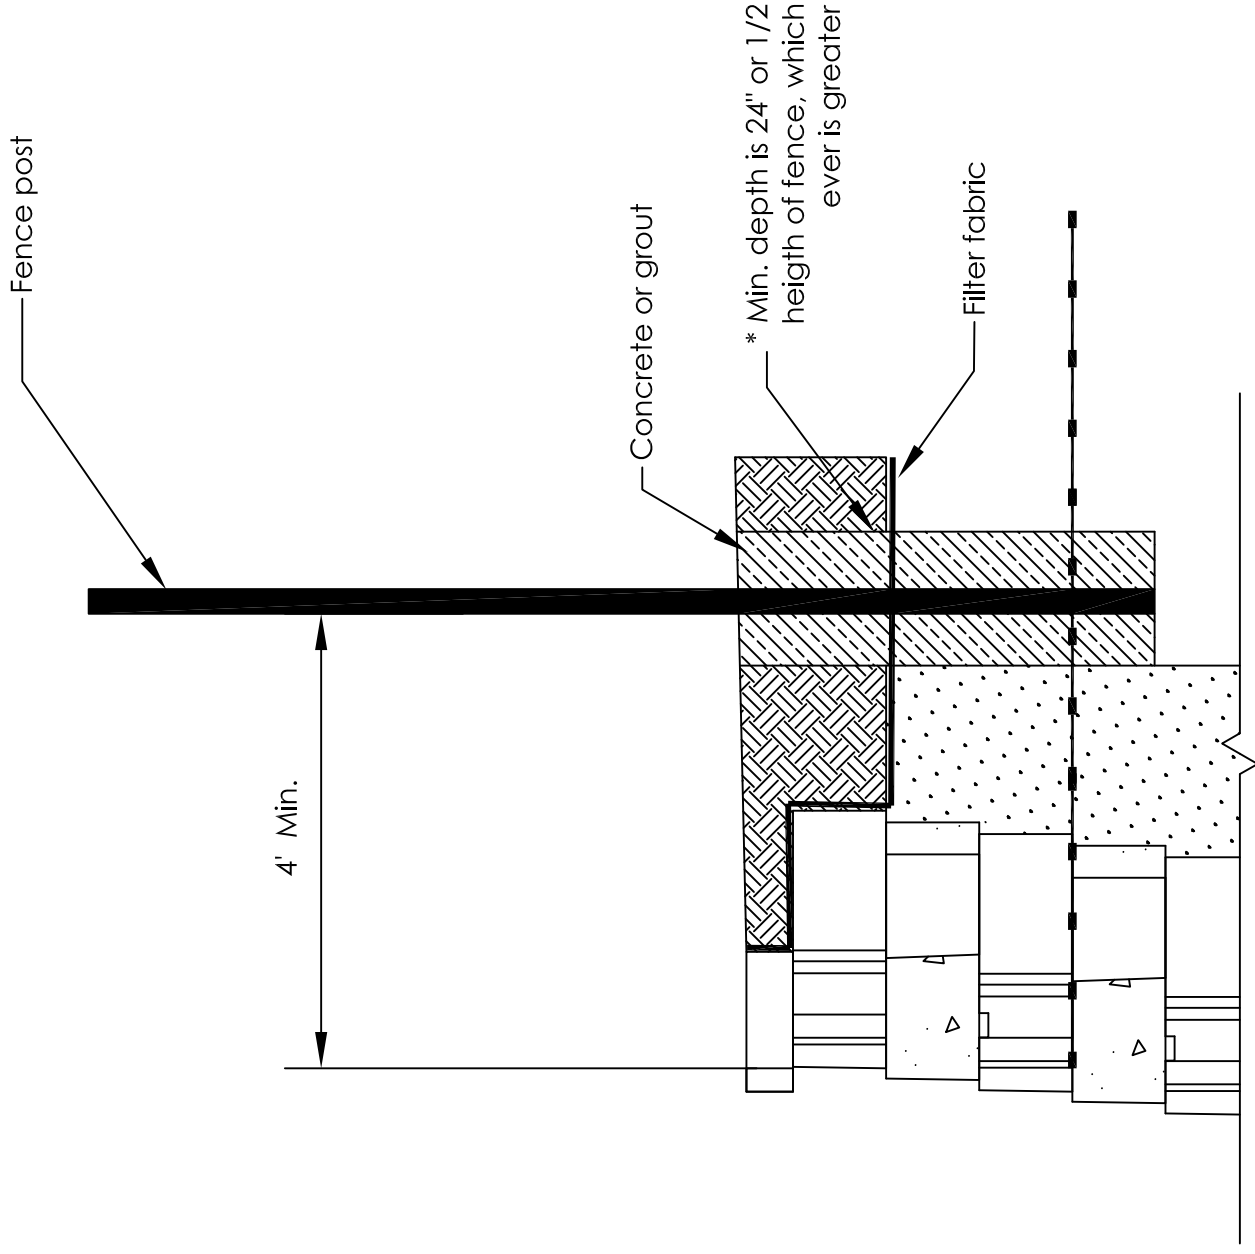 Fence post
4' Min.
Concrete or grout
* Min. depth is 24" or 1/2
heigth of fence, which
ever is greater
Filter fabric